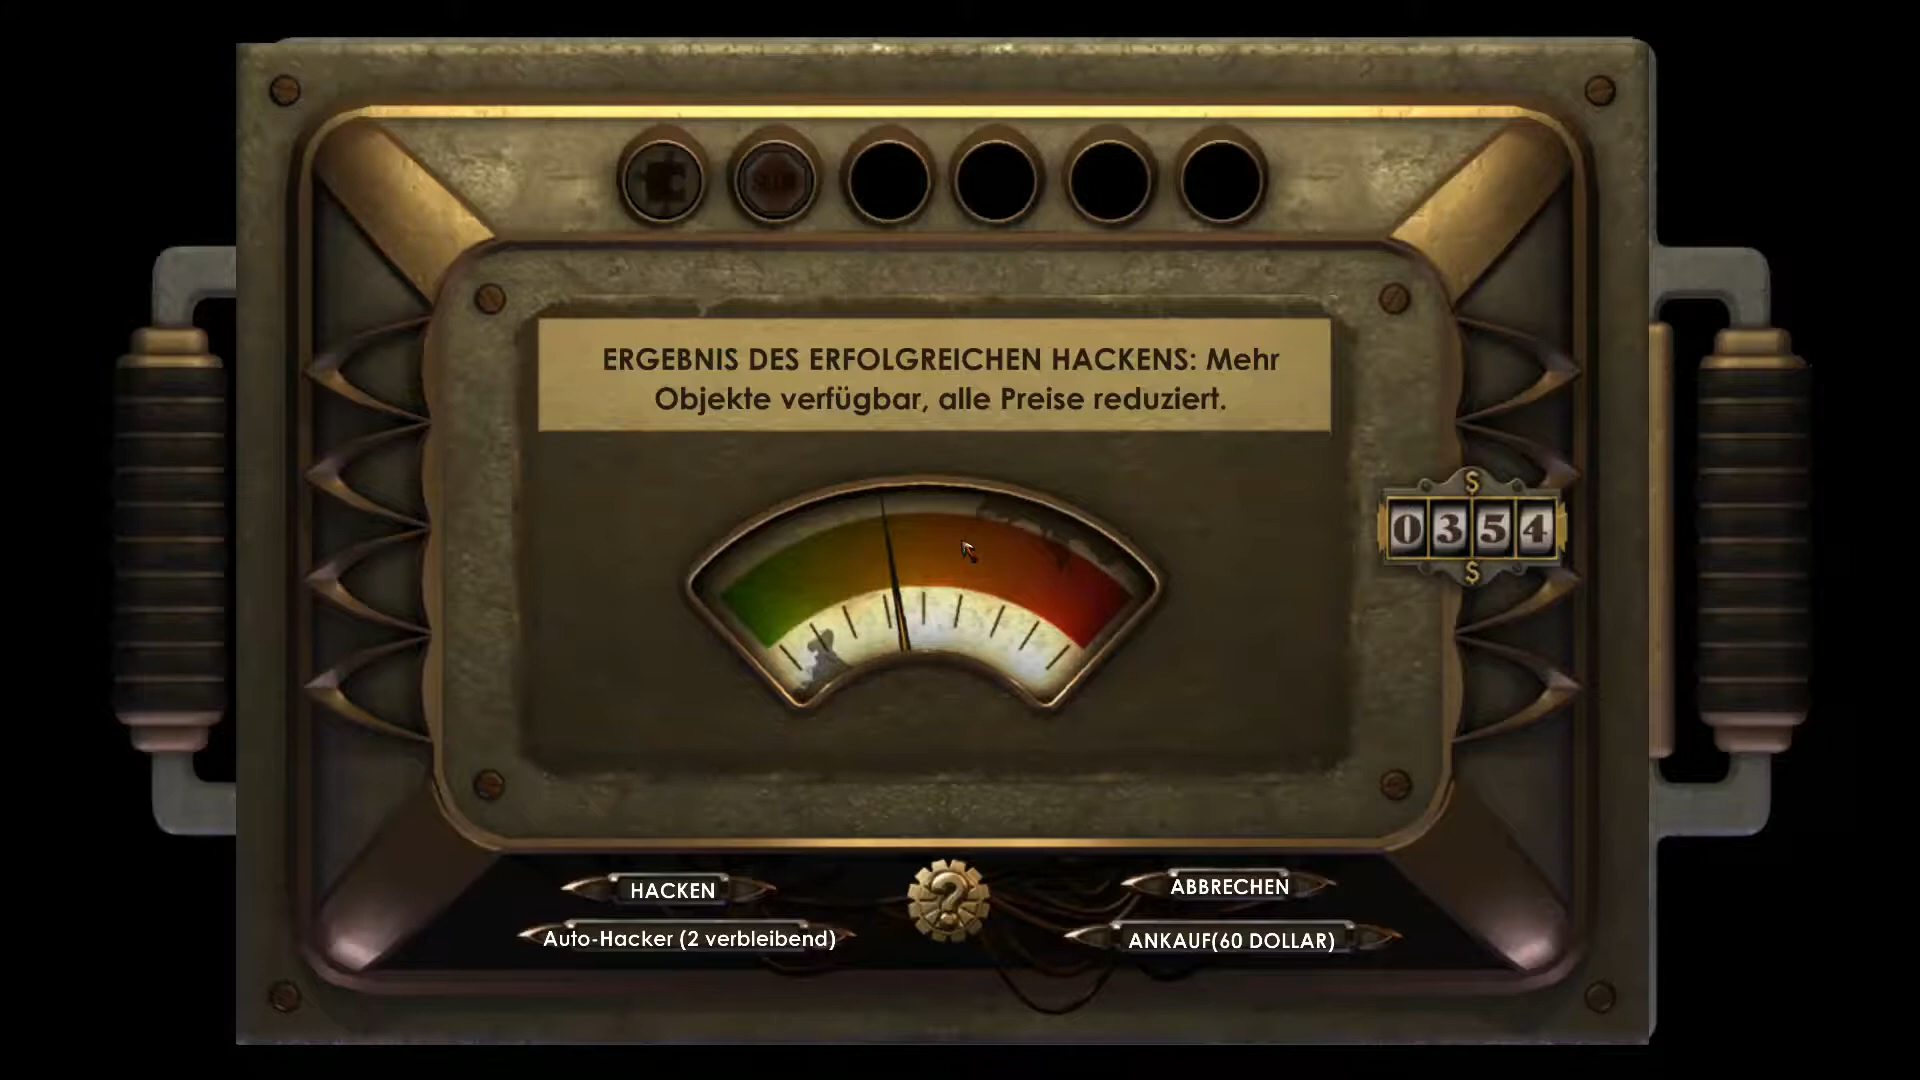 ERGEBNIS DES ERFOLGREICHEN HACKENS: Mehr
Objekte verfügbar, alle Preise reduziert.
$
0354
$
HACKEN
?
ABBRECHEN
Auto-Hacker (2 verbleibend)
ANKAUF(60 DOLLAR)